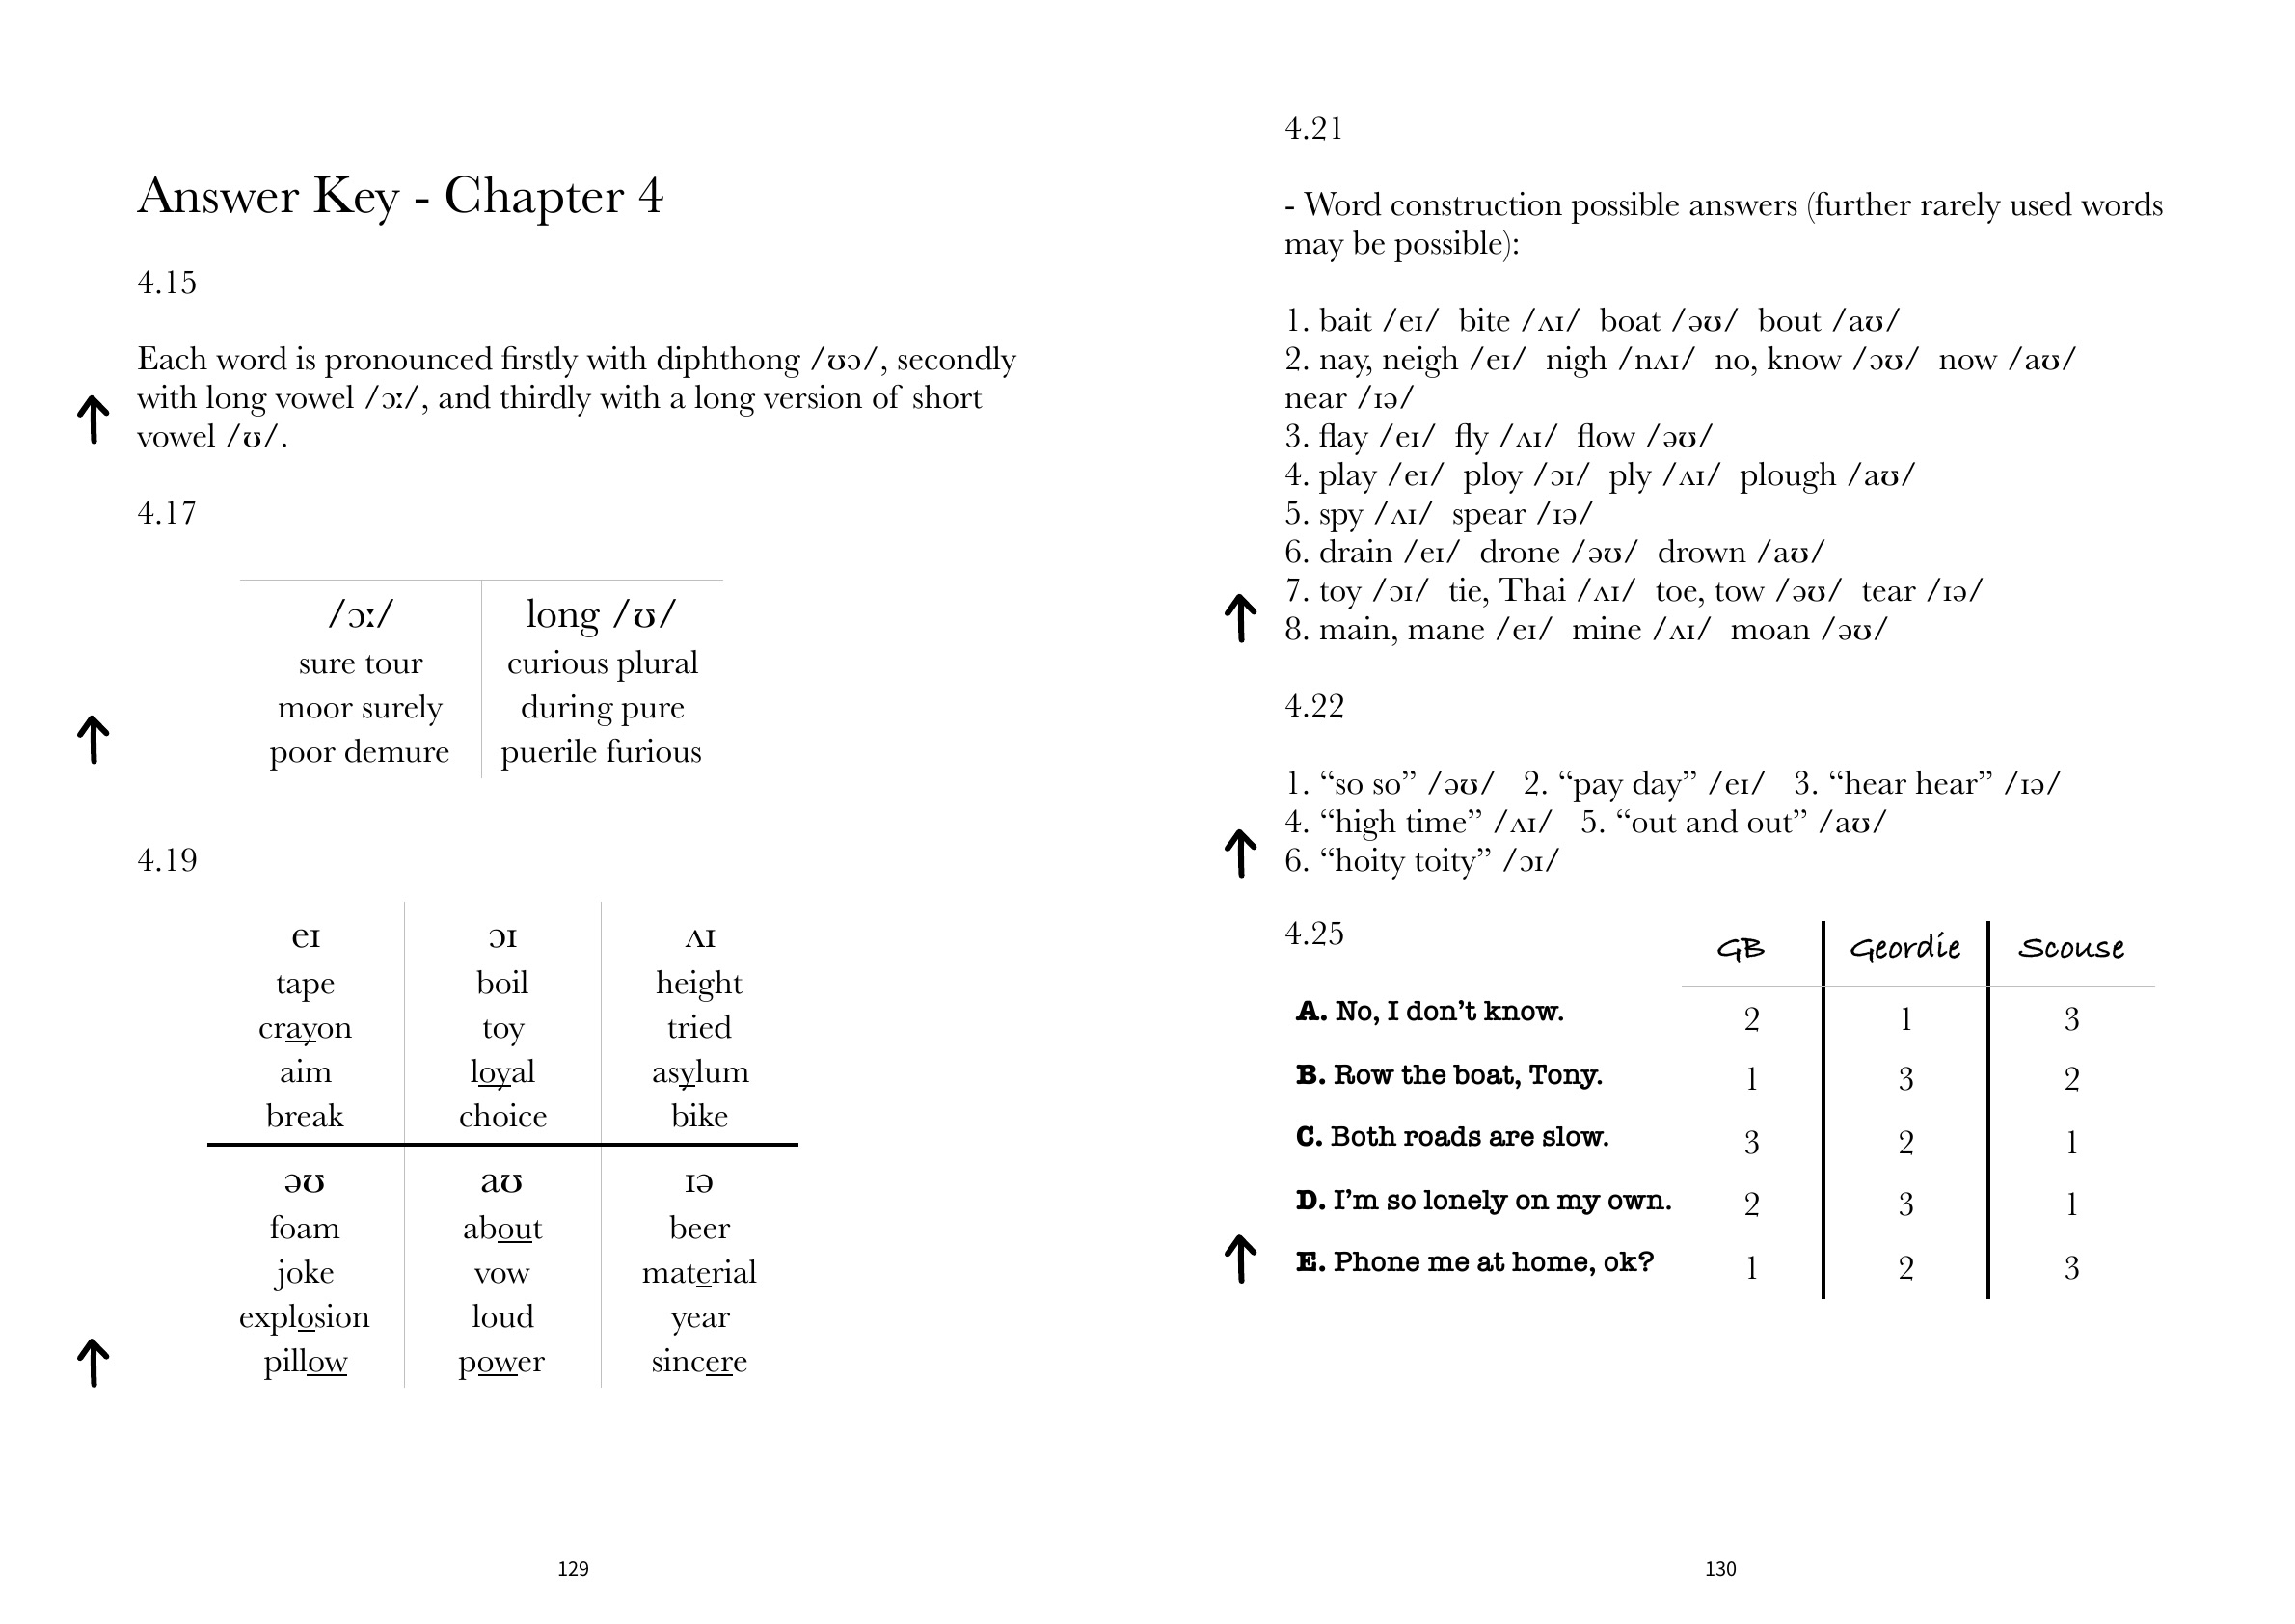 Answer Key - Chapter 4
4.15
Each word is pronounced firstly with diphthong /ʊə/, secondly
with long vowel /ɔː/, and thirdly with a long version of short
vowel /ʊ/.
4.17
/ɔː/ long /ʊ/
sure tour curious plural
moor surely during pure
poor demure puerile furious
4.19
eɪ ɔɪ ʌɪ
tape boil height
crayon toy tried
aim loyal asylum
break choice bike
əʊ aʊ ɪə
foam about beer
joke vow material
explosion loud year
pillow power sincere
129
4.21
- Word construction possible answers (further rarely used words
may be possible):
1. bait /eɪ/ bite /ʌɪ/ boat /əʊ/ bout /aʊ/
2. nay, neigh /eɪ/ nigh /nʌɪ/ no, know /əʊ/ now /aʊ/
near /ɪə/
3. flay /eɪ/ fly /ʌɪ/ flow /əʊ/
4. play /eɪ/ ploy /ɔɪ/ ply /ʌɪ/ plough /aʊ/
5. spy /ʌɪ/ spear /ɪə/
6. drain /eɪ/ drone /əʊ/ drown /aʊ/
7. toy /ɔɪ/ tie, Thai /ʌɪ/ toe, tow /əʊ/ tear /ɪə/
8. main, mane /eɪ/ mine /ʌɪ/ moan /əʊ/
4.22
1. “so so” /əʊ/ 2. “pay day” /eɪ/ 3. “hear hear” /ɪə/
4. “high time” /ʌɪ/ 5. “out and out” /aʊ/
6. “hoity toity” /ɔɪ/
4.25
GB Geordie Scouse
A. No, I don’t know. 2 1 3
B. Row the boat, Tony. 1 3 2
C. Both roads are slow. 3 2 1
D. I’m so lonely on my own. 2 3 1
E. Phone me at home, ok? 1 2 3
130